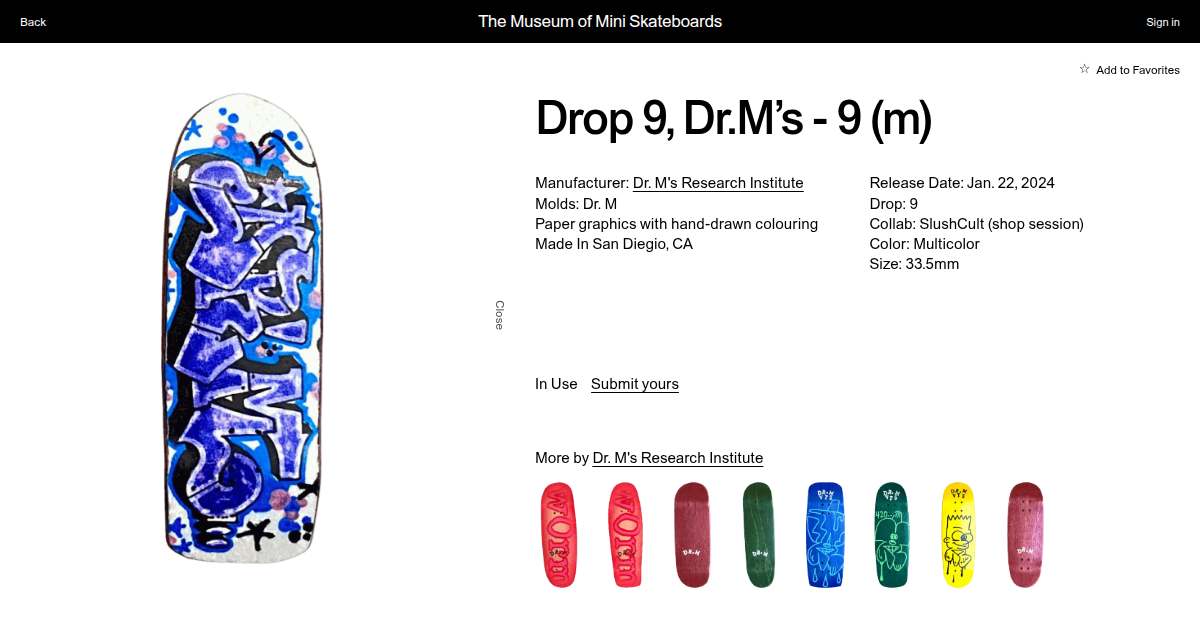 Back
The Museum of Mini Skateboards
Sign in
☆ Add to Favorites
Drop 9, Dr.M’s - 9 (m)
Manufacturer: Dr. M's Research Institute
Molds: Dr. M
Paper graphics with hand-drawn colouring
Made In San Diegio, CA
Release Date: Jan. 22, 2024
Drop: 9
Collab: SlushCult (shop session)
Color: Multicolor
Size: 33.5mm
Close
In Use Submit yours
More by Dr. M's Research Institute